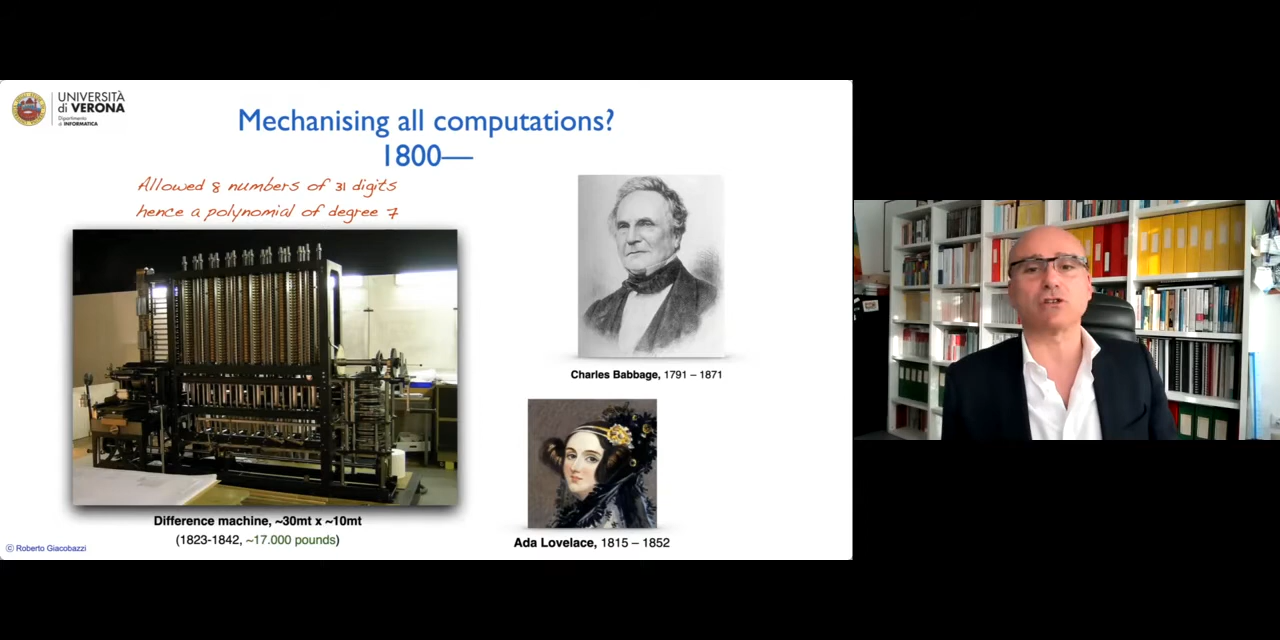 UNIVERSITÀ
di VERONA
Dipartimento
di INFORMATICA
Mechanising all computations?
1800—
Allowed 8 numbers of 31 digits
hence a polynomial of degree 7
Charles Babbage, 1791 – 1871
Difference machine, ~30mt x ~10mt
(1823-1842, ~17.000 pounds)
Ada Lovelace, 1815 – 1852
© Roberto Giacobazzi